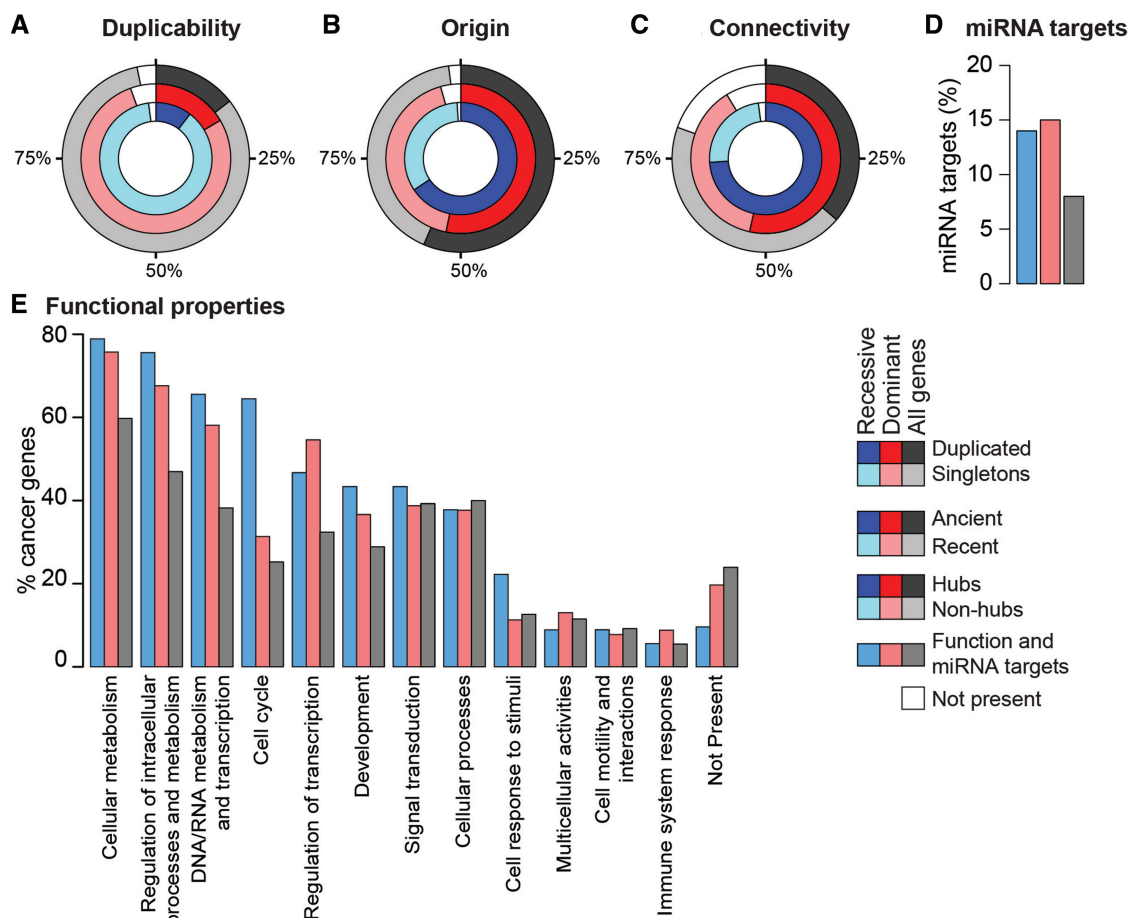 A Duplicability
B Origin
C Connectivity
D miRNA targets
75%
25%
50%
75%
25%
50%
75%
25%
50%
miRNA targets (%)
20
15
10
5
0
E Functional properties
% cancer genes
80
60
40
20
0
Cellular metabolism
Regulation of intracellular
processes and metabolism
DNA/RNA metabolism
and transcription
Cell cycle
Regulation of transcription
Development
Signal transduction
Cellular processes
Cell response to stimuli
Multicellular activities
Cell motility and
interactions
Immune system response
Not Present
Recessive
Dominant
All genes
Duplicated
Singletons
Ancient
Recent
Hubs
Non-hubs
Function and
miRNA targets
Not present